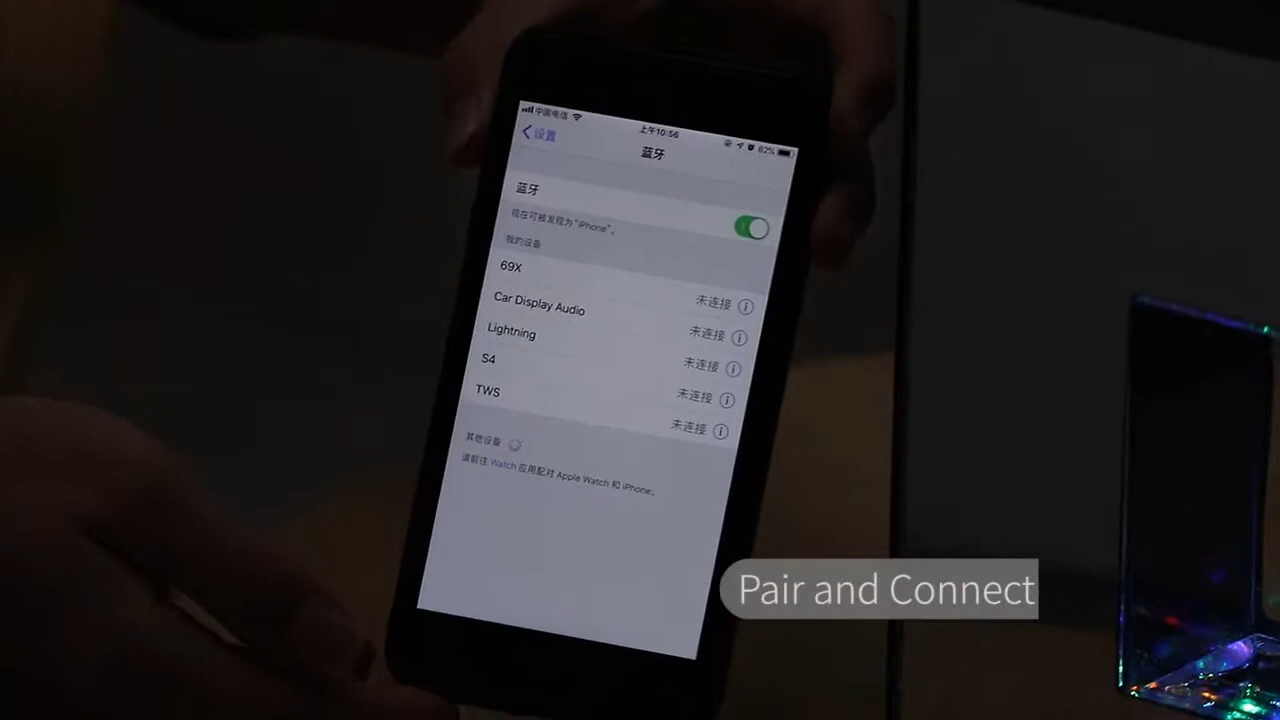 中国电信 上午10:56 82%
设置 蓝牙
蓝牙
现在可被发现为“iPhone”。
我的设备
69X 未连接
Car Display Audio 未连接
Lightning 未连接
S4 未连接
TWS 未连接
其他设备
请前往 Watch 应用配对 Apple Watch 和 iPhone。
Pair and Connect